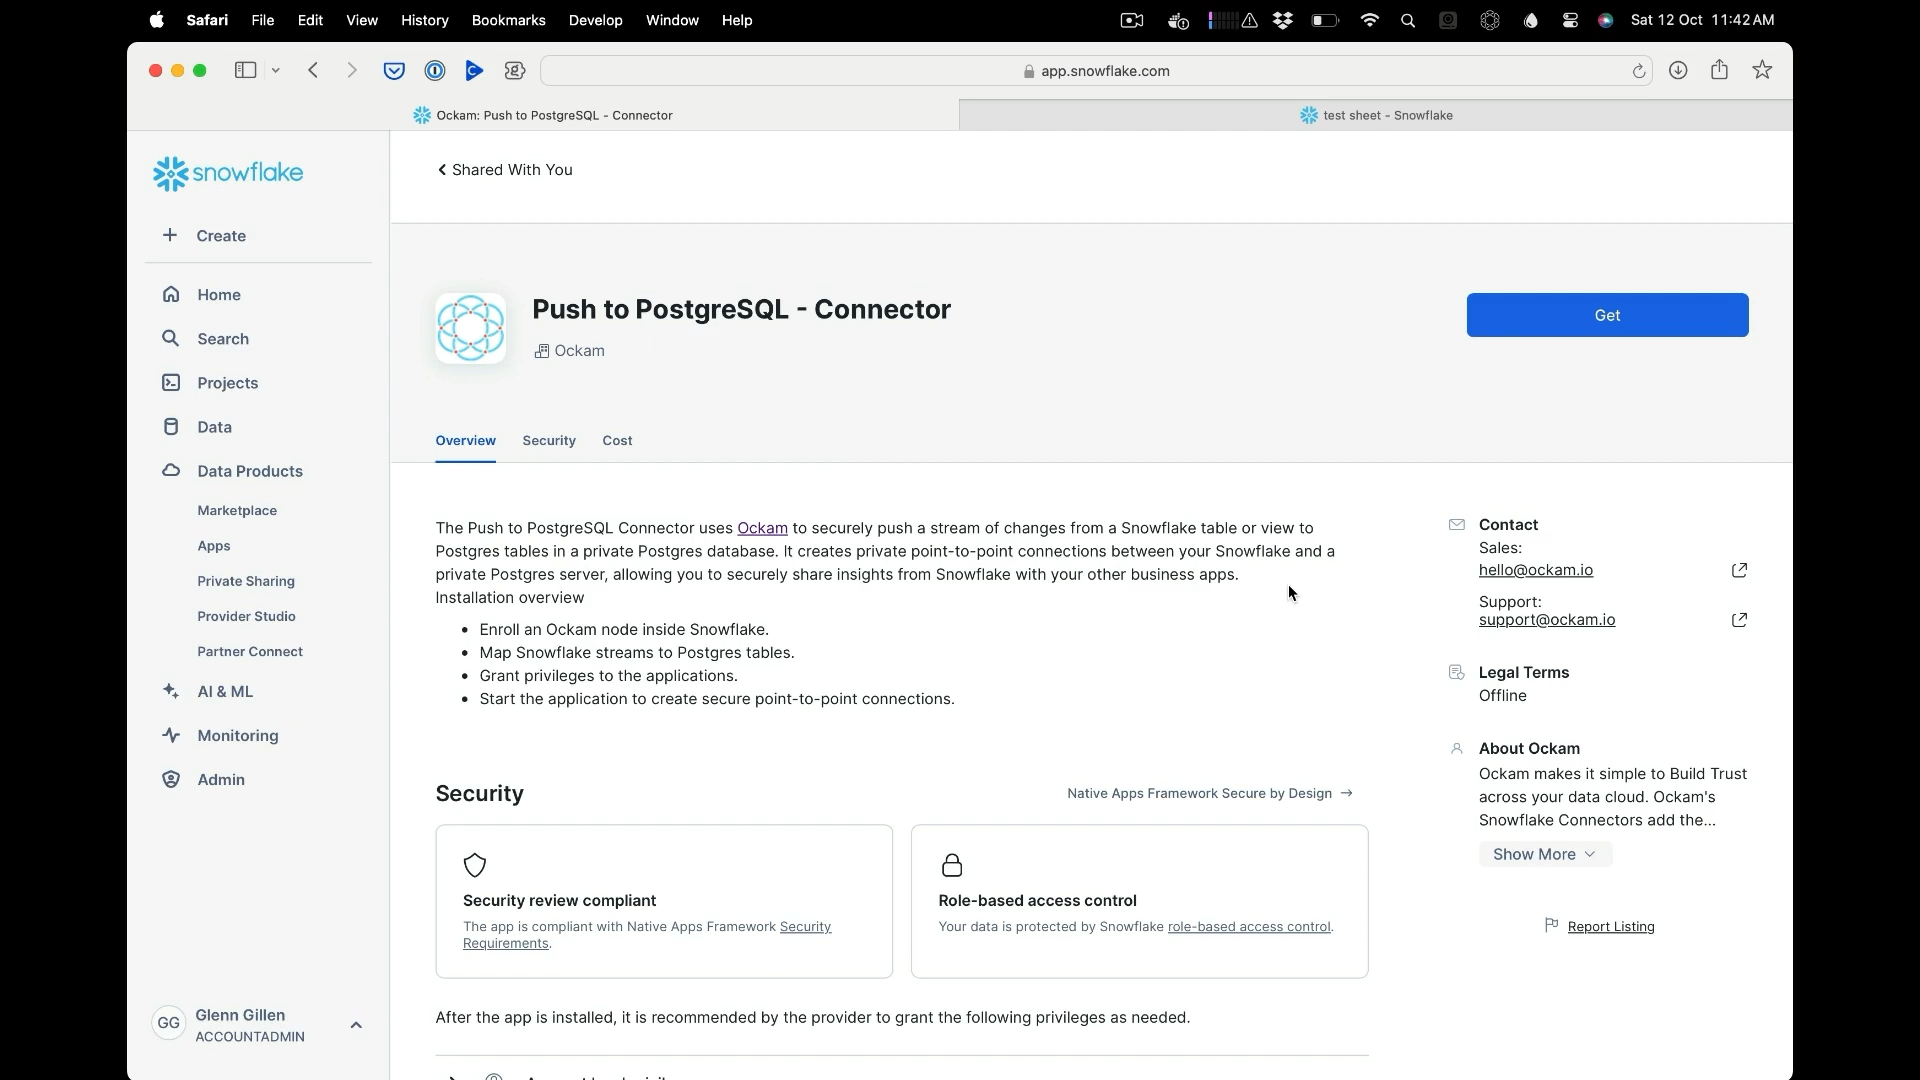 Safari File Edit View History Bookmarks Develop Window Help
Sat 12 Oct 11:42 AM
app.snowflake.com
Ockam: Push to PostgreSQL - Connector
test sheet - Snowflake
snowflake
Create
Home
Search
Projects
Data
Data Products
Marketplace
Apps
Private Sharing
Provider Studio
Partner Connect
AI & ML
Monitoring
Admin
GG
Glenn Gillen
ACCOUNTADMIN
Shared With You
Push to PostgreSQL - Connector
Ockam
Get
Overview Security Cost
The Push to PostgreSQL Connector uses Ockam to securely push a stream of changes from a Snowflake table or view to
Postgres tables in a private Postgres database. It creates private point-to-point connections between your Snowflake and a
private Postgres server, allowing you to securely share insights from Snowflake with your other business apps.
Installation overview
• Enroll an Ockam node inside Snowflake.
• Map Snowflake streams to Postgres tables.
• Grant privileges to the applications.
• Start the application to create secure point-to-point connections.
Security
Native Apps Framework Secure by Design →
Security review compliant
The app is compliant with Native Apps Framework Security
Requirements.
Role-based access control
Your data is protected by Snowflake role-based access control.
After the app is installed, it is recommended by the provider to grant the following privileges as needed.
Contact
Sales:
hello@ockam.io
Support:
support@ockam.io
Legal Terms
Offline
About Ockam
Ockam makes it simple to Build Trust
across your data cloud. Ockam's
Snowflake Connectors add the...
Show More
Report Listing